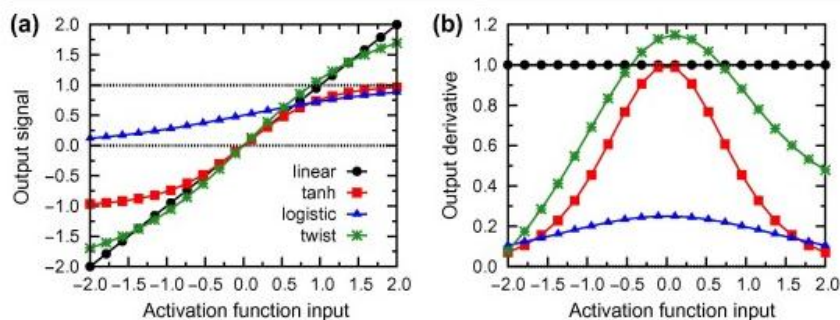 (a)
Output signal
2.0
1.5
1.0
0.5
0.0
−0.5
−1.0
−1.5
−2.0
linear
tanh
logistic
twist
−2.0 −1.5 −1.0 −0.5 0.0 0.5 1.0 1.5 2.0
Activation function input
(b)
Output derivative
1.2
1.0
0.8
0.6
0.4
0.2
0.0
−2.0 −1.5 −1.0 −0.5 0.0 0.5 1.0 1.5 2.0
Activation function input